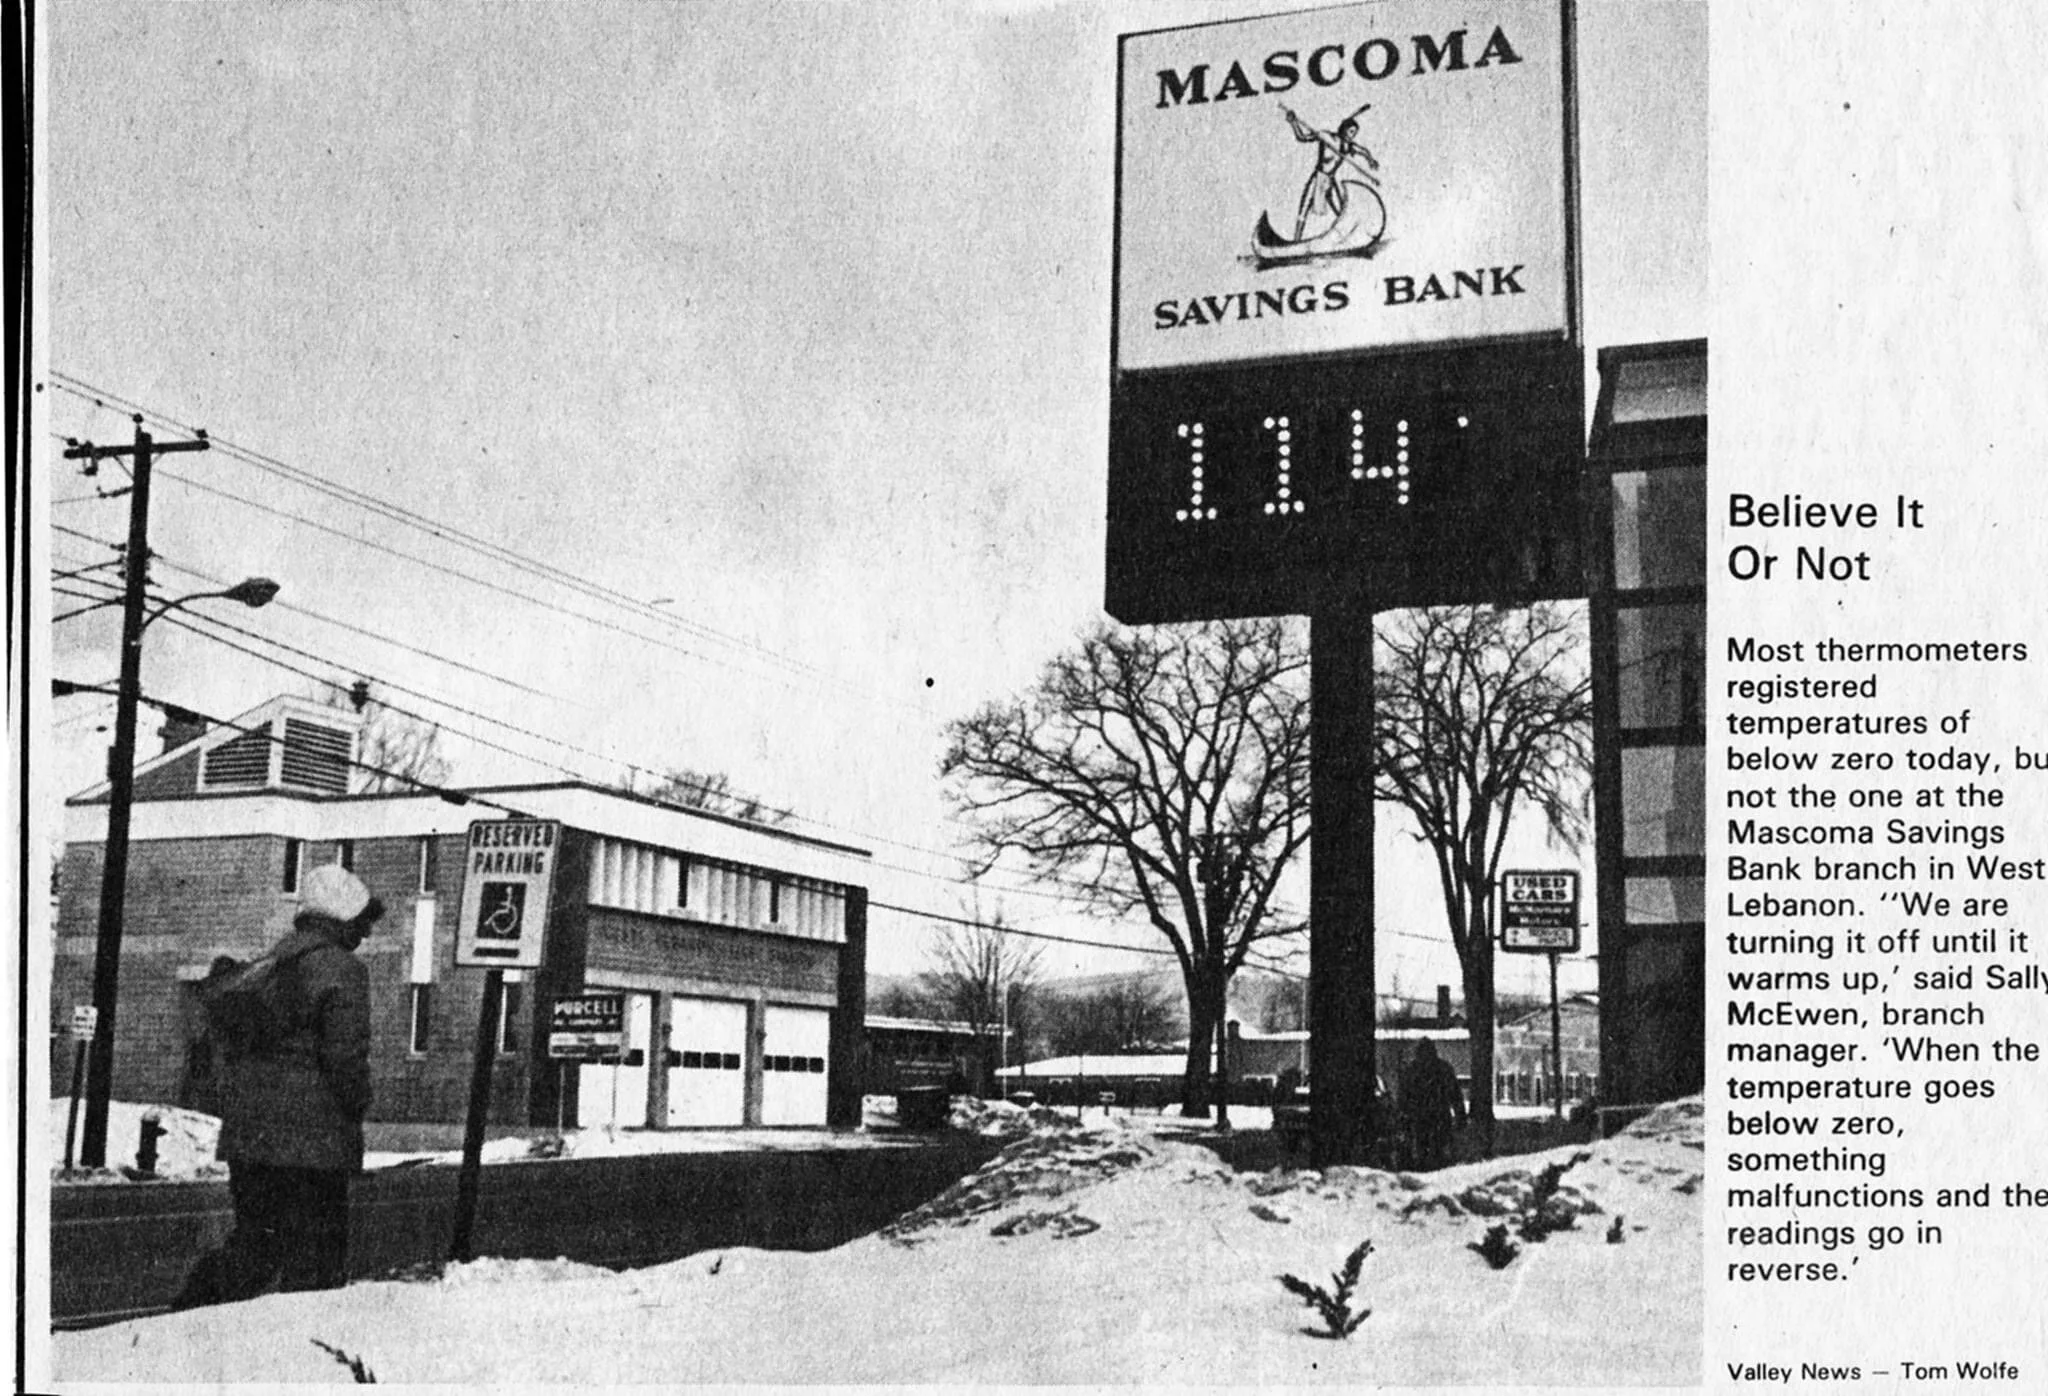 MASCOMA
SAVINGS BANK
114°
RESERVED
PARKING
PURCELL
USED
CARS
Believe It
Or Not
Most thermometers
registered
temperatures of
below zero today, bu
not the one at the
Mascoma Savings
Bank branch in West
Lebanon. “We are
turning it off until it
warms up,’ said Sally
McEwen, branch
manager. ‘When the
temperature goes
below zero,
something
malfunctions and the
readings go in
reverse.’
Valley News — Tom Wolfe